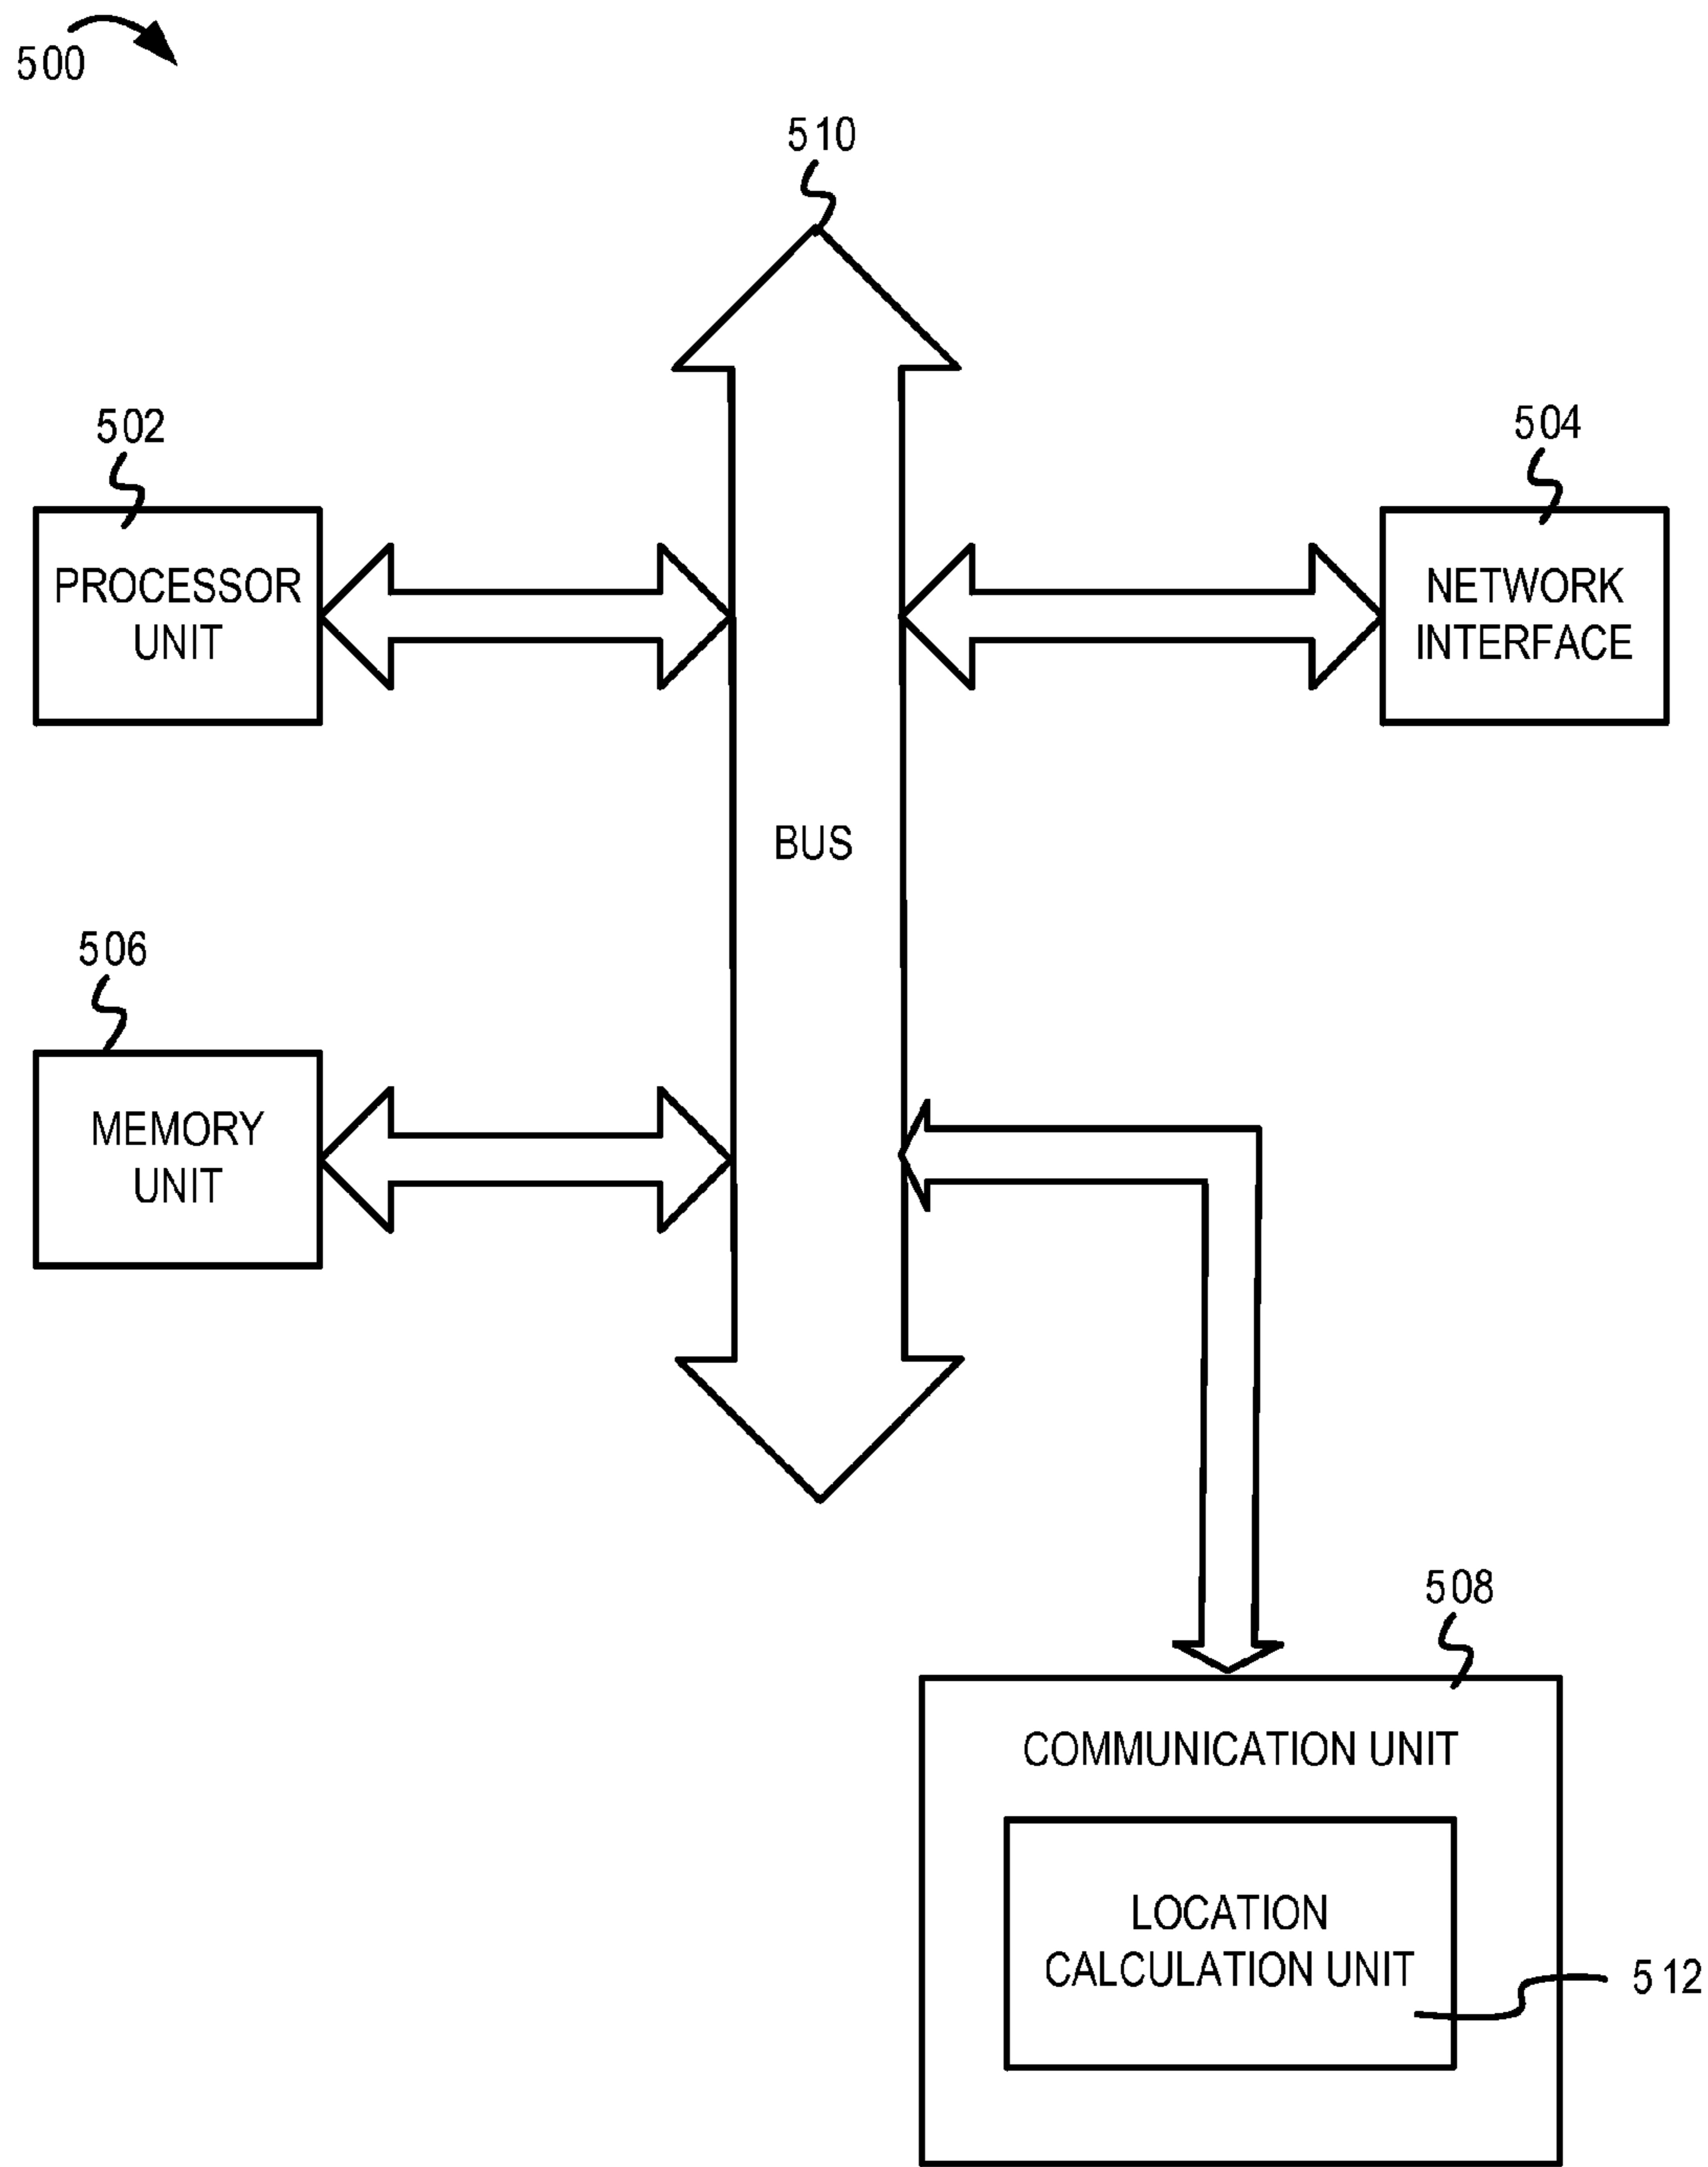 500
510
502
504
PROCESSOR
UNIT
NETWORK
INTERFACE
BUS
506
MEMORY
UNIT
508
COMMUNICATION UNIT
LOCATION
CALCULATION UNIT
512